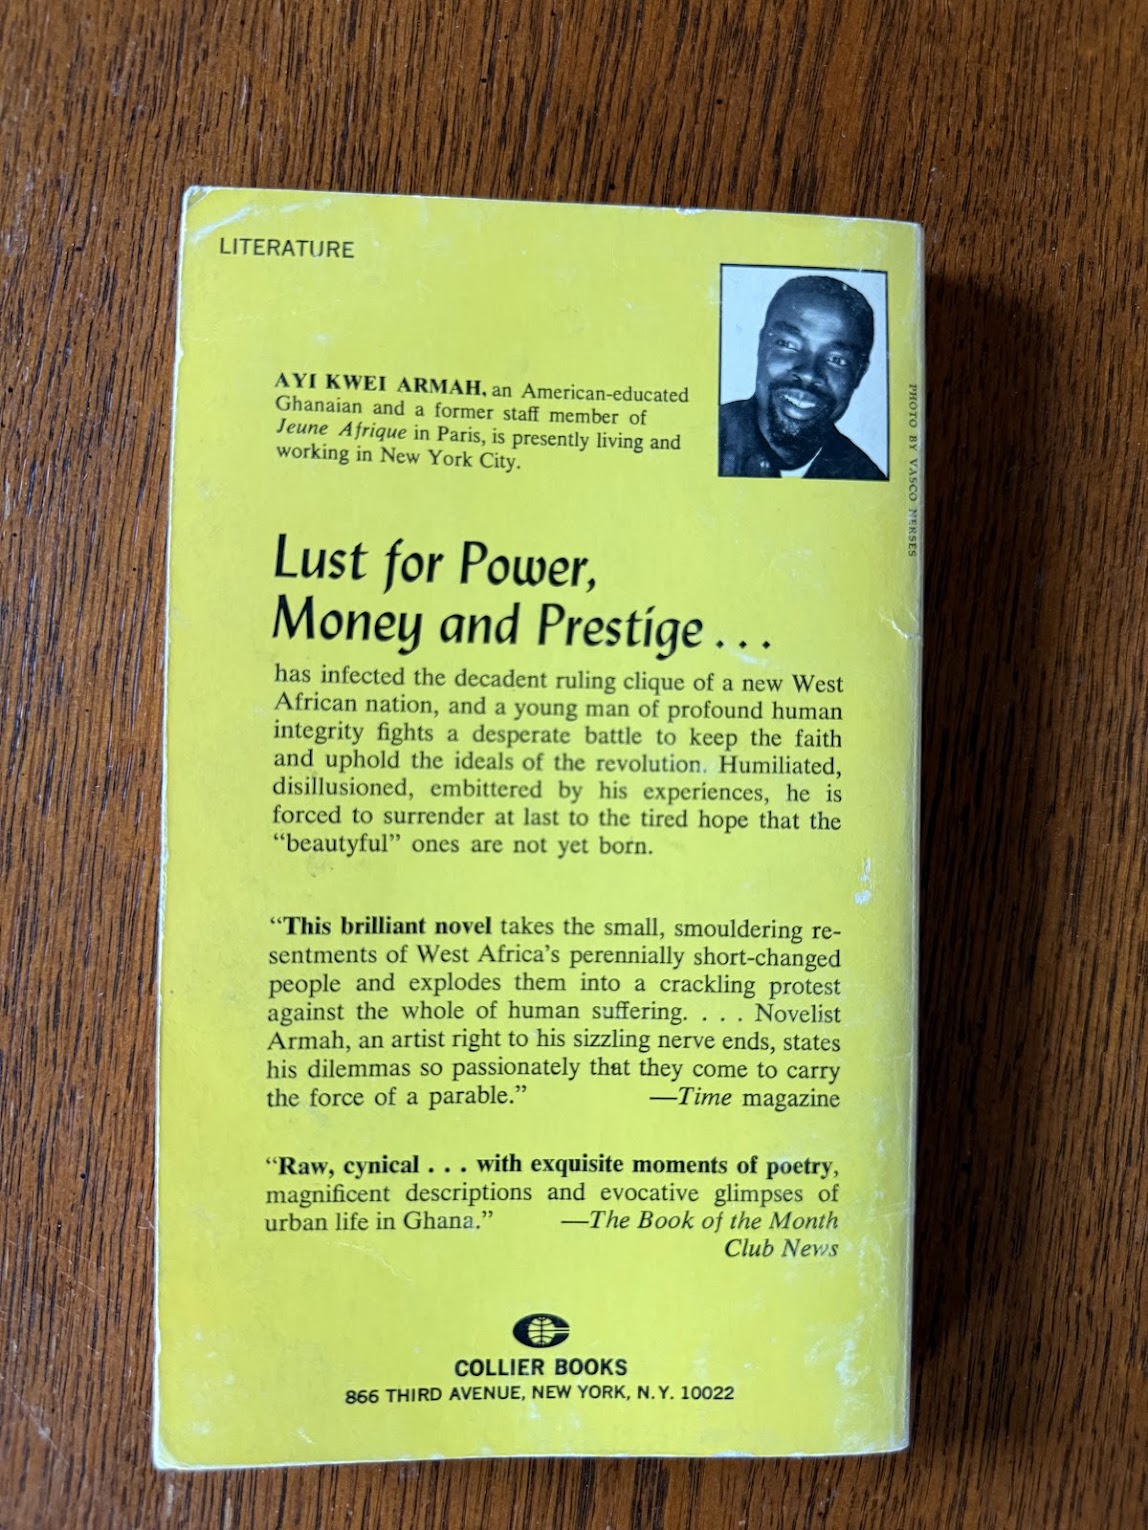 LITERATURE
AYI KWEI ARMAH, an American-educated
Ghanaian and a former staff member of
Jeune Afrique in Paris, is presently living and
working in New York City.
PHOTO BY VASCO NERSES
Lust for Power,
Money and Prestige . . .
has infected the decadent ruling clique of a new West
African nation, and a young man of profound human
integrity fights a desperate battle to keep the faith
and uphold the ideals of the revolution. Humiliated,
disillusioned, embittered by his experiences, he is
forced to surrender at last to the tired hope that the
“beautyful” ones are not yet born.
“This brilliant novel takes the small, smouldering re-
sentments of West Africa’s perennially short-changed
people and explodes them into a crackling protest
against the whole of human suffering. . . . Novelist
Armah, an artist right to his sizzling nerve ends, states
his dilemmas so passionately that they come to carry
the force of a parable.” —Time magazine
“Raw, cynical . . . with exquisite moments of poetry,
magnificent descriptions and evocative glimpses of
urban life in Ghana.” —The Book of the Month
Club News
COLLIER BOOKS
866 THIRD AVENUE, NEW YORK, N.Y. 10022